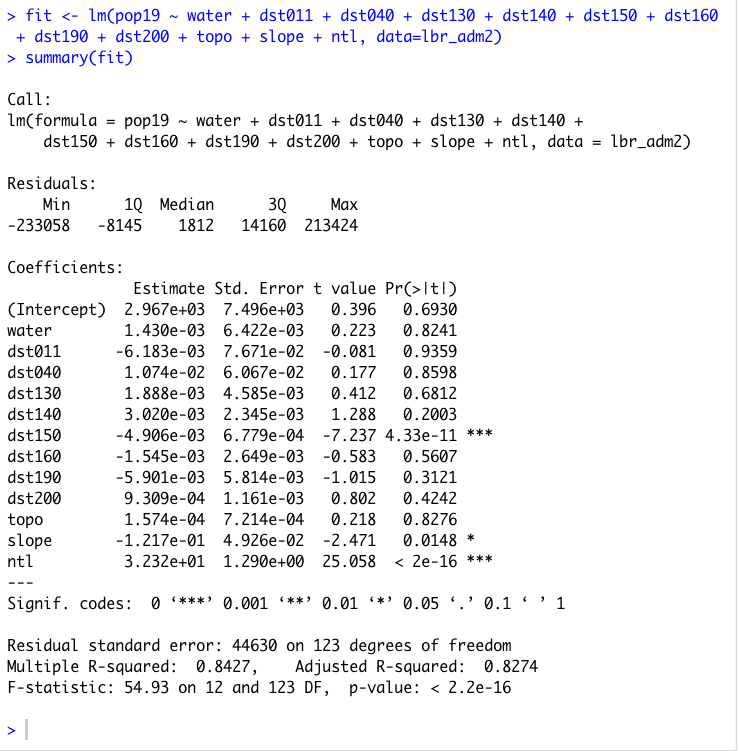 > fit <- lm(pop19 ~ water + dst011 + dst040 + dst130 + dst140 + dst150 + dst160
 + dst190 + dst200 + topo + slope + ntl, data=lbr_adm2)
> summary(fit)

Call:
lm(formula = pop19 ~ water + dst011 + dst040 + dst130 + dst140 +
    dst150 + dst160 + dst190 + dst200 + topo + slope + ntl, data = lbr_adm2)

Residuals:
    Min      1Q  Median      3Q     Max
-233058   -8145    1812   14160  213424

Coefficients:
              Estimate Std. Error t value Pr(>|t|)
(Intercept)  2.967e+03  7.496e+03   0.396   0.6930
water        1.430e-03  6.422e-03   0.223   0.8241
dst011      -6.183e-03  7.671e-02  -0.081   0.9359
dst040       1.074e-02  6.067e-02   0.177   0.8598
dst130       1.888e-03  4.585e-03   0.412   0.6812
dst140       3.020e-03  2.345e-03   1.288   0.2003
dst150      -4.906e-03  6.779e-04  -7.237 4.33e-11 ***
dst160      -1.545e-03  2.649e-03  -0.583   0.5607
dst190      -5.901e-03  5.814e-03  -1.015   0.3121
dst200       9.309e-04  1.161e-03   0.802   0.4242
topo         1.574e-04  7.214e-04   0.218   0.8276
slope       -1.217e-01  4.926e-02  -2.471   0.0148 *
ntl          3.232e+01  1.290e+00  25.058  < 2e-16 ***
---
Signif. codes:  0 ‘***’ 0.001 ‘**’ 0.01 ‘*’ 0.05 ‘.’ 0.1 ‘ ’ 1

Residual standard error: 44630 on 123 degrees of freedom
Multiple R-squared:  0.8427,    Adjusted R-squared:  0.8274
F-statistic: 54.93 on 12 and 123 DF,  p-value: < 2.2e-16

>